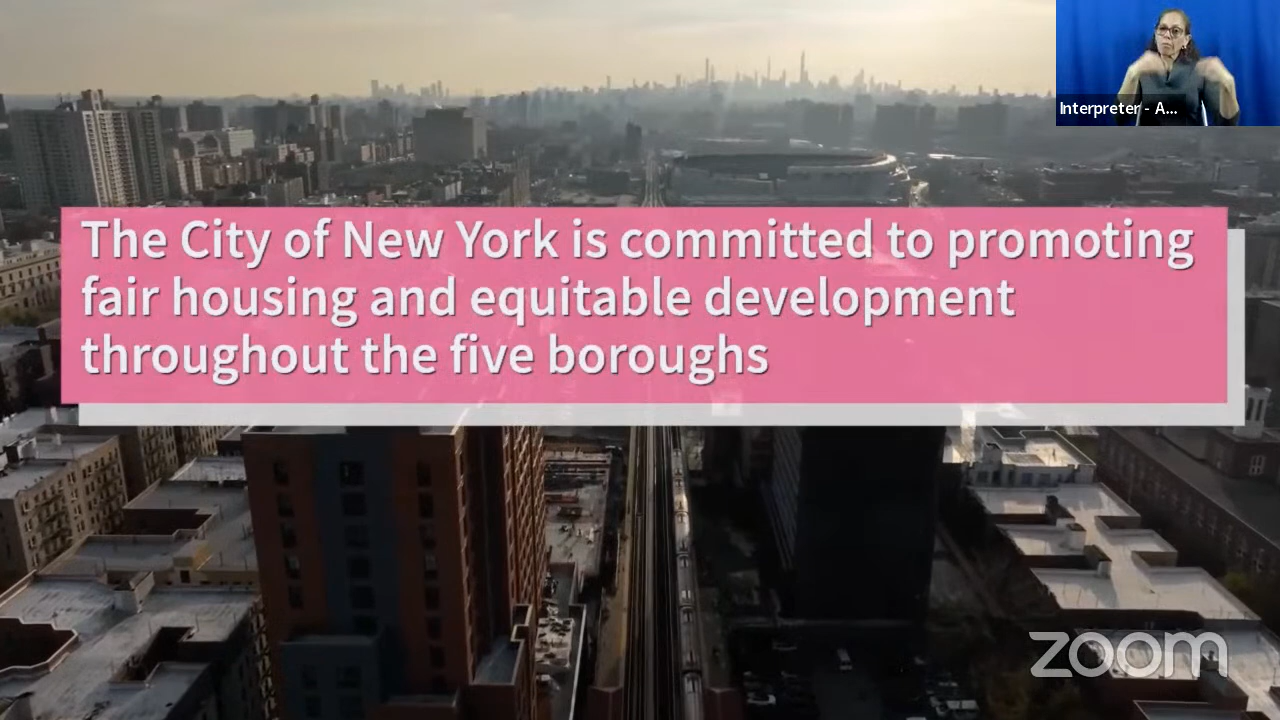 Interpreter - A...
The City of New York is committed to promoting
fair housing and equitable development
throughout the five boroughs
zoom